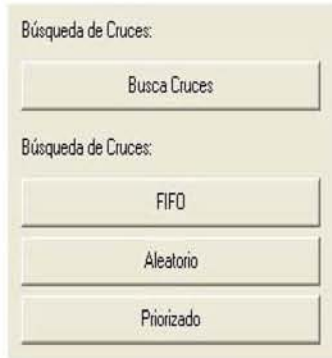 Búsqueda de Cruces:
Busca Cruces
Búsqueda de Cruces:
FIFO
Aleatorio
Priorizado